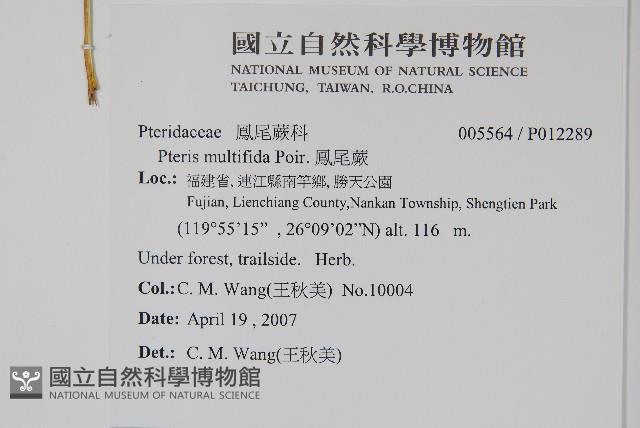 國立自然科學博物館
NATIONAL MUSEUM OF NATURAL SCIENCE
TAICHUNG, TAIWAN, R.O.CHINA
Pteridaceae 鳳尾蕨科 005564 / P012289
Pteris multifida Poir. 鳳尾蕨
Loc.: 福建省, 連江縣南竿鄉, 勝天公園
Fujian, Lienchiang County,Nankan Township, Shengtien Park
(119°55'15" , 26°09'02"N) alt. 116 m.
Under forest, trailside. Herb.
Col.: C. M. Wang(王秋美) No.10004
Date: April 19 , 2007
Det.: C. M. Wang(王秋美)
國立自然科學博物館
NATIONAL MUSEUM OF NATURAL SCIENCE